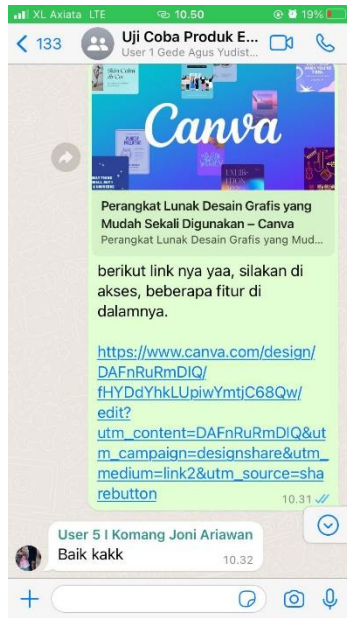 XL Axiata LTE 10.50 19%
133 Uji Coba Produk E...
User 1 Gede Agus Yudist...
Skin Color
& Co
Canva
Perangkat Lunak Desain Grafis yang
Mudah Sekali Digunakan – Canva
Perangkat Lunak Desain Grafis yang Mud...
berikut link nya yaa, silakan di
akses, beberapa fitur di
dalamnya.
https://www.canva.com/design/
DAFnRuRmDIQ/
fHYDdYhkLUpiwYmtjC68Qw/
edit?
utm_content=DAFnRuRmDIQ&ut
m_campaign=designshare&utm_
medium=link2&utm_source=sha
rebutton
10.31
User 5 I Komang Joni Ariawan
Baik kakk
10.32